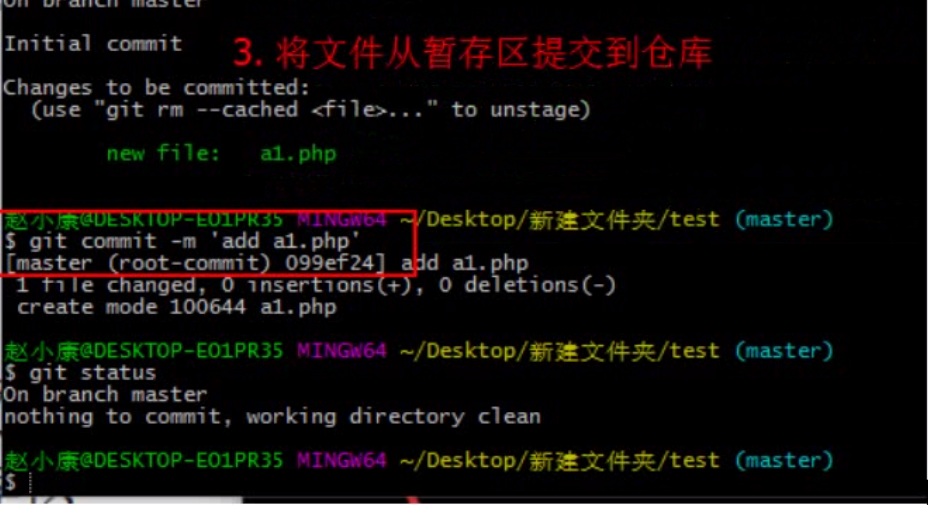 On branch master
Initial commit
3. 将文件从暂存区提交到仓库
Changes to be committed:
(use "git rm --cached <file>..." to unstage)
new file: a1.php
赵小康@DESKTOP-EO1PR35 MINGW64 ~/Desktop/新建文件夹/test (master)
$ git commit -m 'add a1.php'
[master (root-commit) 099ef24] add a1.php
1 file changed, 0 insertions(+), 0 deletions(-)
create mode 100644 a1.php
赵小康@DESKTOP-EO1PR35 MINGW64 ~/Desktop/新建文件夹/test (master)
$ git status
On branch master
nothing to commit, working directory clean
赵小康@DESKTOP-EO1PR35 MINGW64 ~/Desktop/新建文件夹/test (master)
$